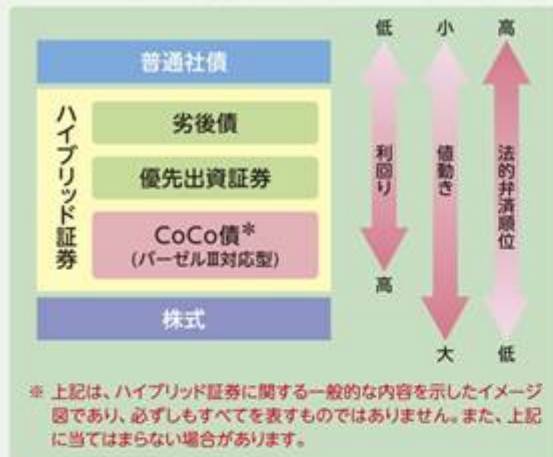 普通社債
ハイブリッド証券
劣後債
優先出資証券
CoCo債*
(バーゼルⅢ対応型)
株式
低
利回り
高
小
値動き
大
高
法的弁済順位
低
※ 上記は、ハイブリッド証券に関する一般的な内容を示したイメージ
図であり、必ずしもすべてを表すものではありません。また、上記
に当てはまらない場合があります。